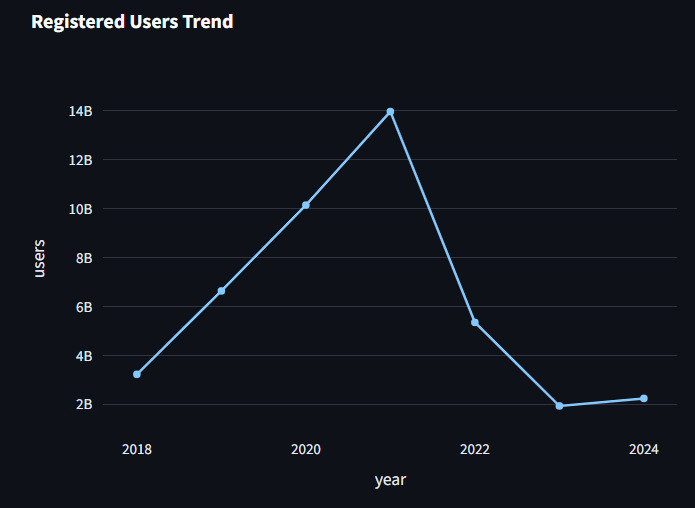 Registered Users Trend
14B
12B
10B
8B
6B
4B
2B
users
2018 2020 2022 2024
year